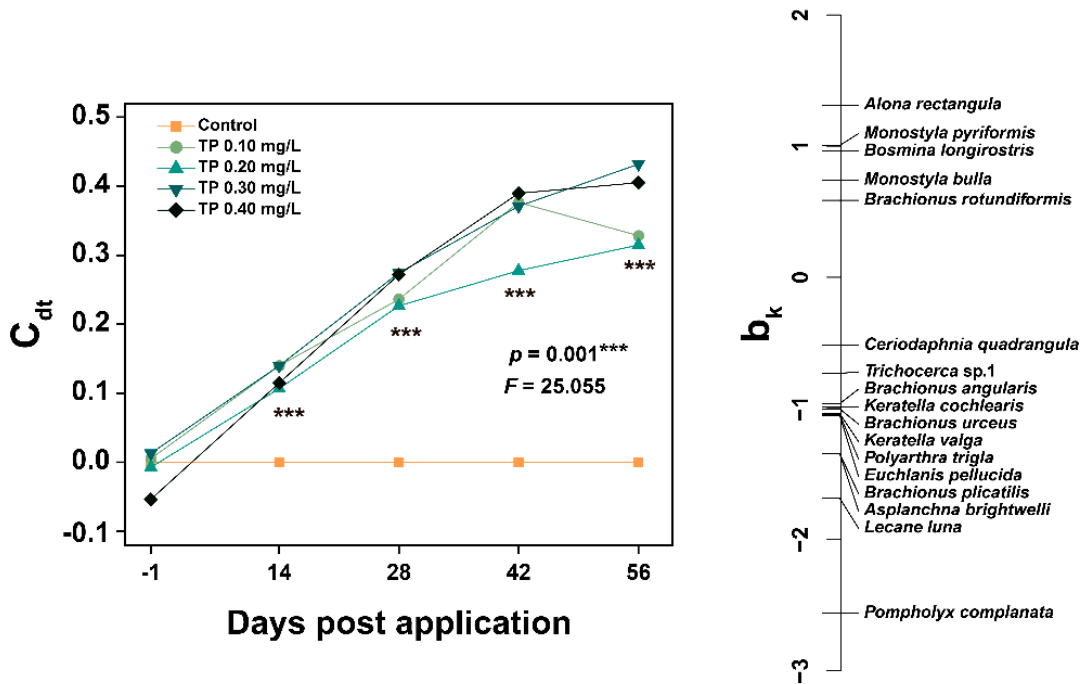 0.5
0.4
0.3
0.2
0.1
0.0
-0.1
C_dt
Control
TP 0.10 mg/L
TP 0.20 mg/L
TP 0.30 mg/L
TP 0.40 mg/L
***
***
***
***
p = 0.001***
F = 25.055
-1 14 28 42 56
Days post application
2
1
0
-1
-2
-3
b_k
Alona rectangula
Monostyla pyriformis
Bosmina longirostris
Monostyla bulla
Brachionus rotundiformis
Ceriodaphnia quadrangula
Trichocerca sp.1
Brachionus angularis
Keratella cochlearis
Brachionus urceus
Keratella valga
Polyarthra trigla
Euchlanis pellucida
Brachionus plicatilis
Asplanchna brightwelli
Lecane luna
Pompholyx complanata